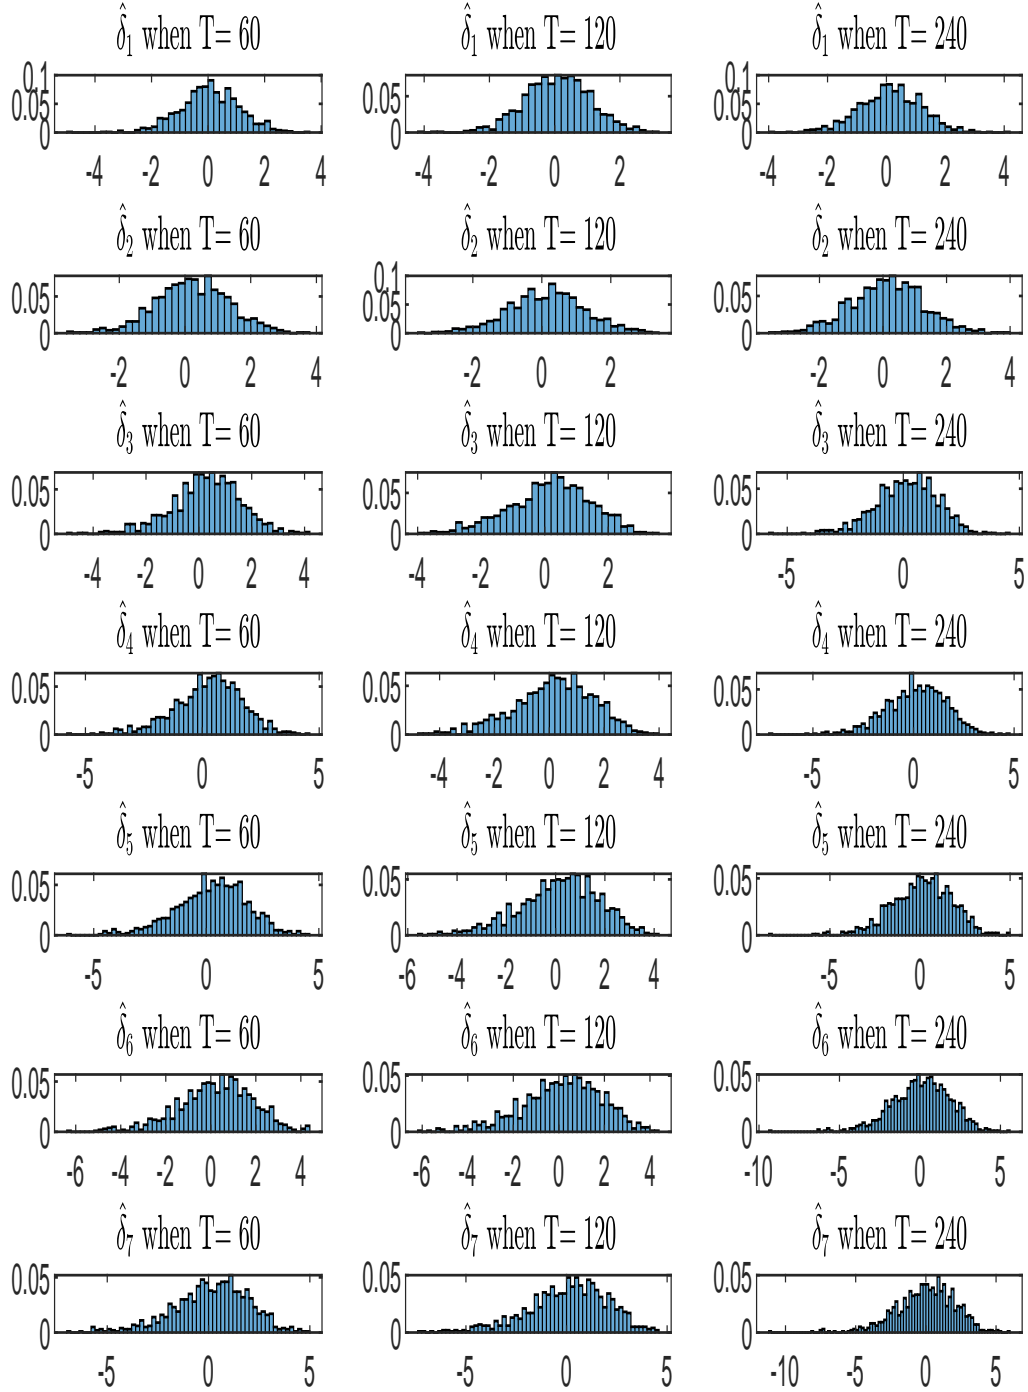 δ̂₁ when T= 60 δ̂₁ when T= 120 δ̂₁ when T= 240
0.1 0.1
0.05 0.05 0.05
0 0 0
-4 -2 0 2 4 -4 -2 0 2 -4 -2 0 2 4
δ̂₂ when T= 60 δ̂₂ when T= 120 δ̂₂ when T= 240
0.1
0.05 0.05 0.05
0 0 0
-2 0 2 4 -2 0 2 -2 0 2 4
δ̂₃ when T= 60 δ̂₃ when T= 120 δ̂₃ when T= 240
0.05 0.05 0.05
0 0 0
-4 -2 0 2 4 -4 -2 0 2 -5 0 5
δ̂₄ when T= 60 δ̂₄ when T= 120 δ̂₄ when T= 240
0.05 0.05 0.05
0 0 0
-5 0 5 -4 -2 0 2 4 -5 0 5
δ̂₅ when T= 60 δ̂₅ when T= 120 δ̂₅ when T= 240
0.05 0.05 0.05
0 0 0
-5 0 5 -6 -4 -2 0 2 4 -5 0 5
δ̂₆ when T= 60 δ̂₆ when T= 120 δ̂₆ when T= 240
0.05 0.05 0.05
0 0 0
-6 -4 -2 0 2 4 -6 -4 -2 0 2 4 -10 -5 0 5
δ̂₇ when T= 60 δ̂₇ when T= 120 δ̂₇ when T= 240
0.05 0.05 0.05
0 0 0
-5 0 5 -5 0 5 -10 -5 0 5